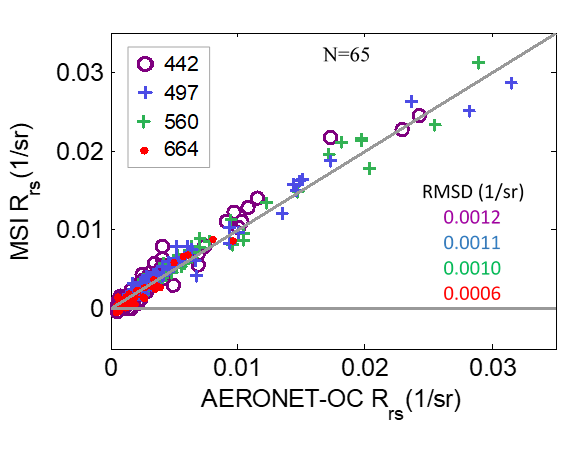 N=65
442
497
560
664
0.03
0.02
0.01
0
MSI Rrs(1/sr)
RMSD (1/sr)
0.0012
0.0011
0.0010
0.0006
0 0.01 0.02 0.03
AERONET-OC Rrs(1/sr)